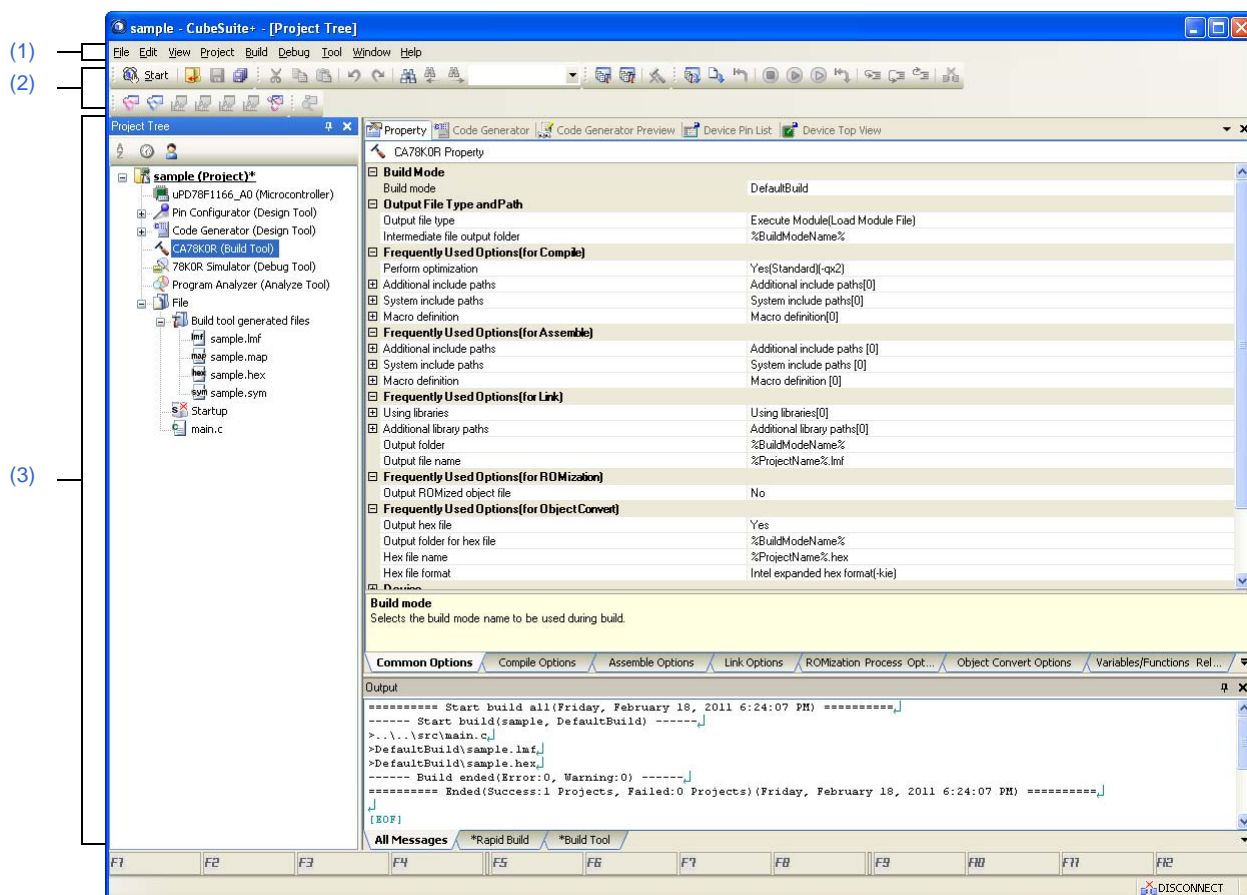 sample - CubeSuite+ - [Project Tree]
(1)
File Edit View Project Build Debug Tool Window Help
(2)
Start
(3)
Project Tree
sample (Project)*
uPD78F1166_A0 (Microcontroller)
Pin Configurator (Design Tool)
Code Generator (Design Tool)
CA78K0R (Build Tool)
78K0R Simulator (Debug Tool)
Program Analyzer (Analyze Tool)
File
Build tool generated files
lmf sample.lmf
map sample.map
hex sample.hex
sym sample.sym
Startup
main.c
Property Code Generator Code Generator Preview Device Pin List Device Top View
CA78K0R Property
Build Mode
Build mode DefaultBuild
Output File Type and Path
Output file type Execute Module(Load Module File)
Intermediate file output folder %BuildModeName%
Frequently Used Options(for Compile)
Perform optimization Yes(Standard)(-qx2)
Additional include paths Additional include paths[0]
System include paths System include paths[0]
Macro definition Macro definition[0]
Frequently Used Options(for Assemble)
Additional include paths Additional include paths [0]
System include paths System include paths [0]
Macro definition Macro definition [0]
Frequently Used Options(for Link)
Using libraries Using libraries[0]
Additional library paths Additional library paths[0]
Output folder %BuildModeName%
Output file name %ProjectName%.lmf
Frequently Used Options(for ROMization)
Output ROMized object file No
Frequently Used Options(for Object Convert)
Output hex file Yes
Output folder for hex file %BuildModeName%
Hex file name %ProjectName%.hex
Hex file format Intel expanded hex format(-kie)
Device
Build mode
Selects the build mode name to be used during build.
Common Options Compile Options Assemble Options Link Options ROMization Process Opt... Object Convert Options Variables/Functions Rel...
Output
========== Start build all(Friday, February 18, 2011 6:24:07 PM) ==========
------ Start build(sample, DefaultBuild) ------
>..\..\src\main.c
>DefaultBuild\sample.lmf
>DefaultBuild\sample.hex
------ Build ended(Error:0, Warning:0) ------
========== Ended(Success:1 Projects, Failed:0 Projects)(Friday, February 18, 2011 6:24:07 PM) ==========
[EOF]
All Messages *Rapid Build *Build Tool
F1 F2 F3 F4 F5 F6 F7 F8 F9 F10 F11 F12
DISCONNECT